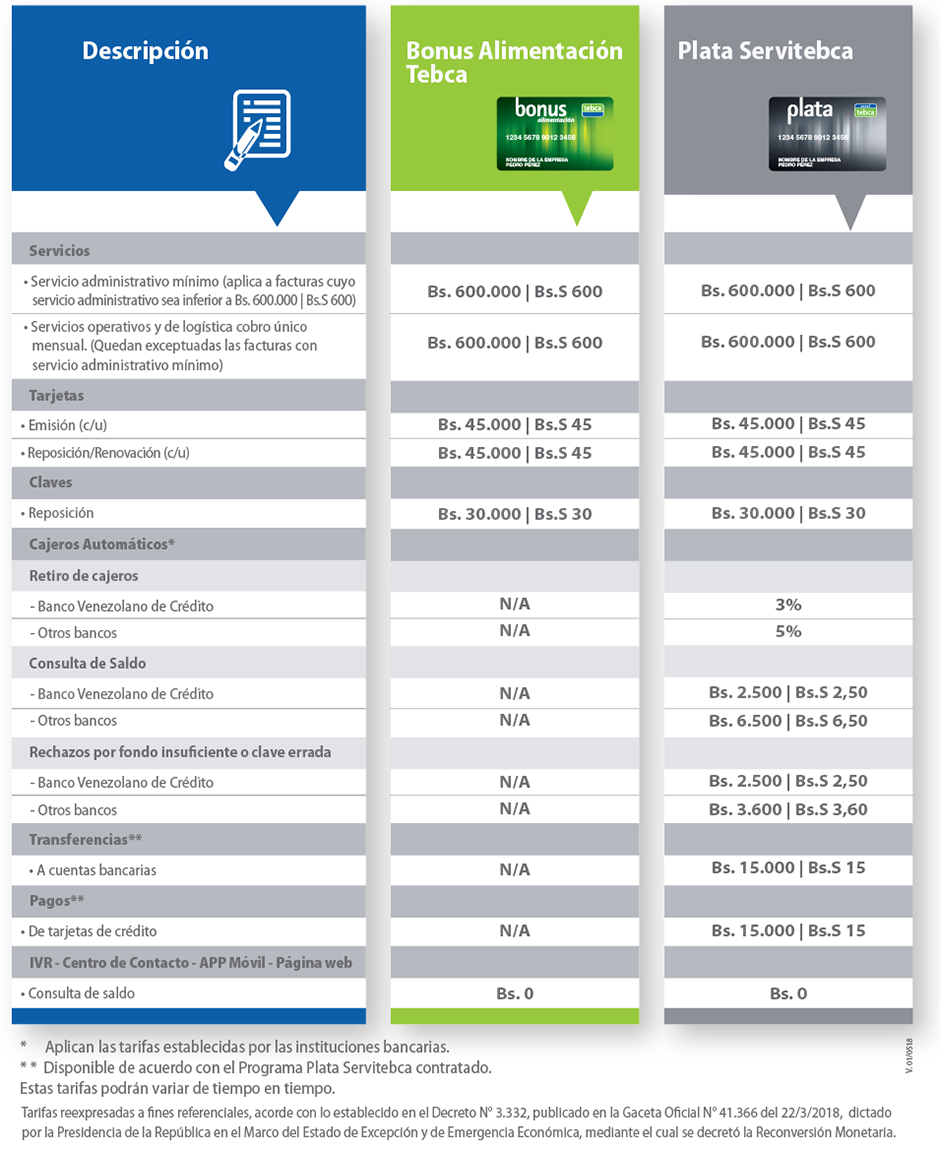 Descripción
Bonus Alimentación
Tebca
bonus
alimentación
tebca
1234 5678 9012 3456
NOMBRE DE LA EMPRESA
PEDRO PÉREZ
Plata Servitebca
plata
tebca
1234 5678 9012 3456
NOMBRE DE LA EMPRESA
PEDRO PÉREZ
Servicios
• Servicio administrativo mínimo (aplica a facturas cuyo
servicio administrativo sea inferior a Bs. 600.000 | Bs.S 600)
Bs. 600.000 | Bs.S 600
Bs. 600.000 | Bs.S 600
• Servicios operativos y de logística cobro único
mensual. (Quedan exceptuadas las facturas con
servicio administrativo mínimo)
Bs. 600.000 | Bs.S 600
Bs. 600.000 | Bs.S 600
Tarjetas
• Emisión (c/u)
Bs. 45.000 | Bs.S 45
Bs. 45.000 | Bs.S 45
• Reposición/Renovación (c/u)
Bs. 45.000 | Bs.S 45
Bs. 45.000 | Bs.S 45
Claves
• Reposición
Bs. 30.000 | Bs.S 30
Bs. 30.000 | Bs.S 30
Cajeros Automáticos*
Retiro de cajeros
- Banco Venezolano de Crédito
N/A
3%
- Otros bancos
N/A
5%
Consulta de Saldo
- Banco Venezolano de Crédito
N/A
Bs. 2.500 | Bs.S 2,50
- Otros bancos
N/A
Bs. 6.500 | Bs.S 6,50
Rechazos por fondo insuficiente o clave errada
- Banco Venezolano de Crédito
N/A
Bs. 2.500 | Bs.S 2,50
- Otros bancos
N/A
Bs. 3.600 | Bs.S 3,60
Transferencias**
• A cuentas bancarias
N/A
Bs. 15.000 | Bs.S 15
Pagos**
• De tarjetas de crédito
N/A
Bs. 15.000 | Bs.S 15
IVR - Centro de Contacto - APP Móvil - Página web
• Consulta de saldo
Bs. 0
Bs. 0
* Aplican las tarifas establecidas por las instituciones bancarias.
** Disponible de acuerdo con el Programa Plata Servitebca contratado.
Estas tarifas podrán variar de tiempo en tiempo.
V. 01/0518
Tarifas reexpresadas a fines referenciales, acorde con lo establecido en el Decreto N° 3.332, publicado en la Gaceta Oficial N° 41.366 del 22/3/2018, dictado
por la Presidencia de la República en el Marco del Estado de Excepción y de Emergencia Económica, mediante el cual se decretó la Reconversión Monetaria.